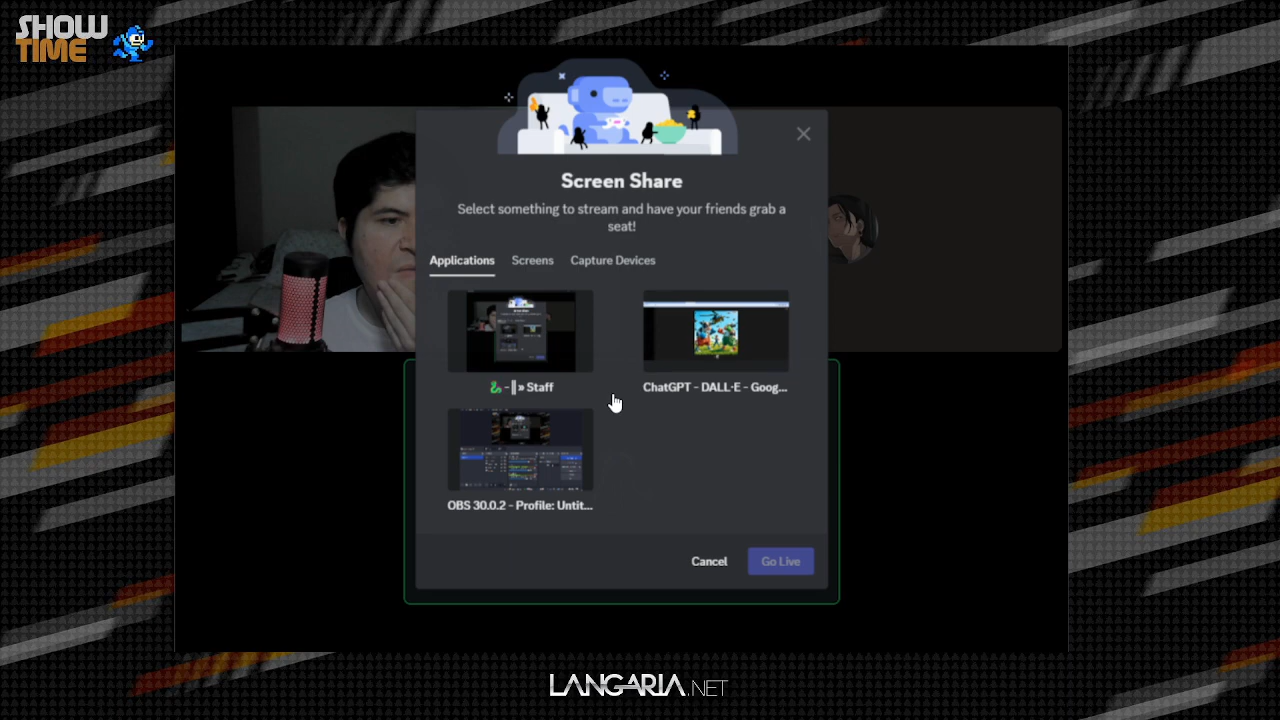 SHOW
TIME
Screen Share
Select something to stream and have your friends grab a
seat!
Applications
Screens
Capture Devices
🐍 -║» Staff
ChatGPT - DALL·E - Goog...
OBS 30.0.2 - Profile: Untit...
Cancel
Go Live
LANGARIA.NET